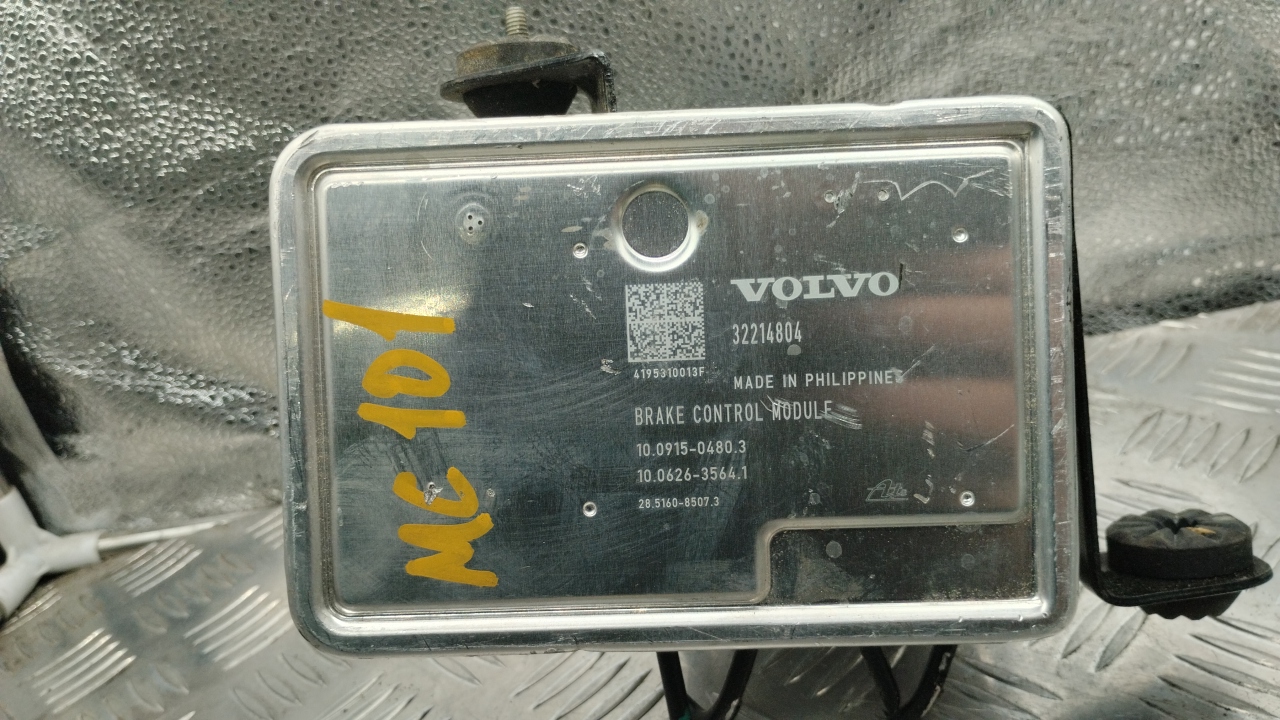 VOLVO
32214804
4195310013F
MADE IN PHILIPPINES
BRAKE CONTROL MODULE
10.0915-0480.3
10.0626-3564.1
28.5160-8507.3
Ate
MC 101